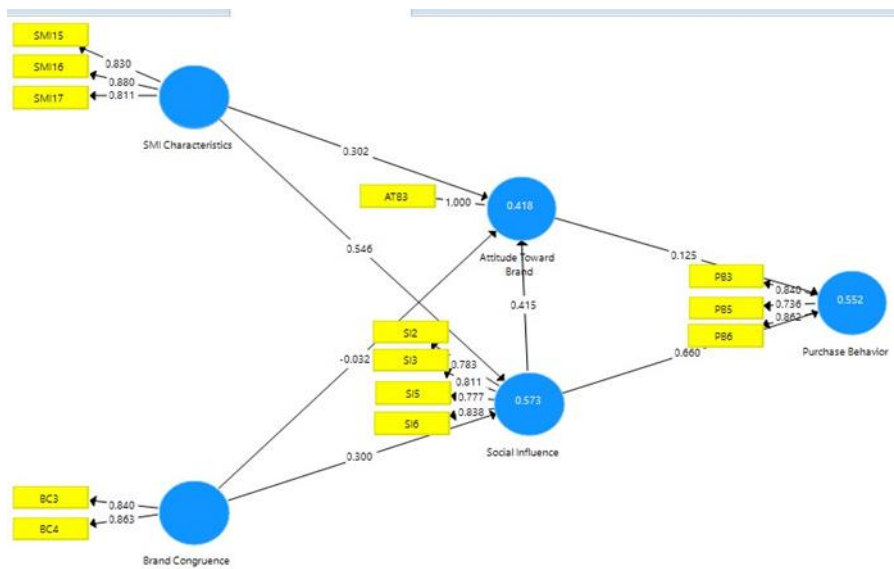 SMI15
0.830
SMI16
0.880
SMI17
0.811
SMI Characteristics
0.302
ATB3
1.000
0.418
Attitude Toward
Brand
0.546
0.125
0.415
PB3
0.840
PB5
0.736
PB6
0.862
0.552
Purchase Behavior
-0.032
SI2
0.783
SI3
0.811
SI5
0.777
SI6
0.838
0.573
Social Influence
0.660
0.300
BC3
0.840
BC4
0.863
Brand Congruence